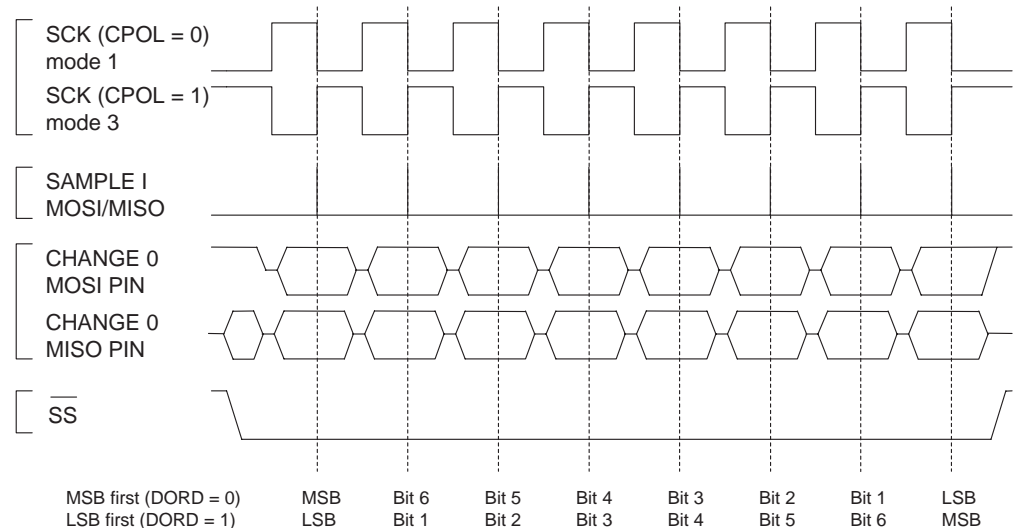 SCK (CPOL = 0)
mode 1
SCK (CPOL = 1)
mode 3
SAMPLE I
MOSI/MISO
CHANGE 0
MOSI PIN
CHANGE 0
MISO PIN
SS
MSB first (DORD = 0) MSB Bit 6 Bit 5 Bit 4 Bit 3 Bit 2 Bit 1 LSB
LSB first (DORD = 1) LSB Bit 1 Bit 2 Bit 3 Bit 4 Bit 5 Bit 6 MSB